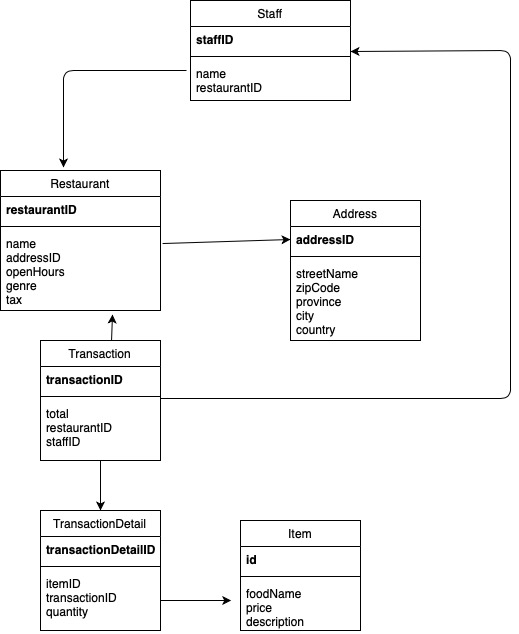 Staff
staffID
name
restaurantID
Restaurant
restaurantID
name
addressID
openHours
genre
tax
Address
addressID
streetName
zipCode
province
city
country
Transaction
transactionID
total
restaurantID
staffID
TransactionDetail
transactionDetailID
itemID
transactionID
quantity
Item
id
foodName
price
description